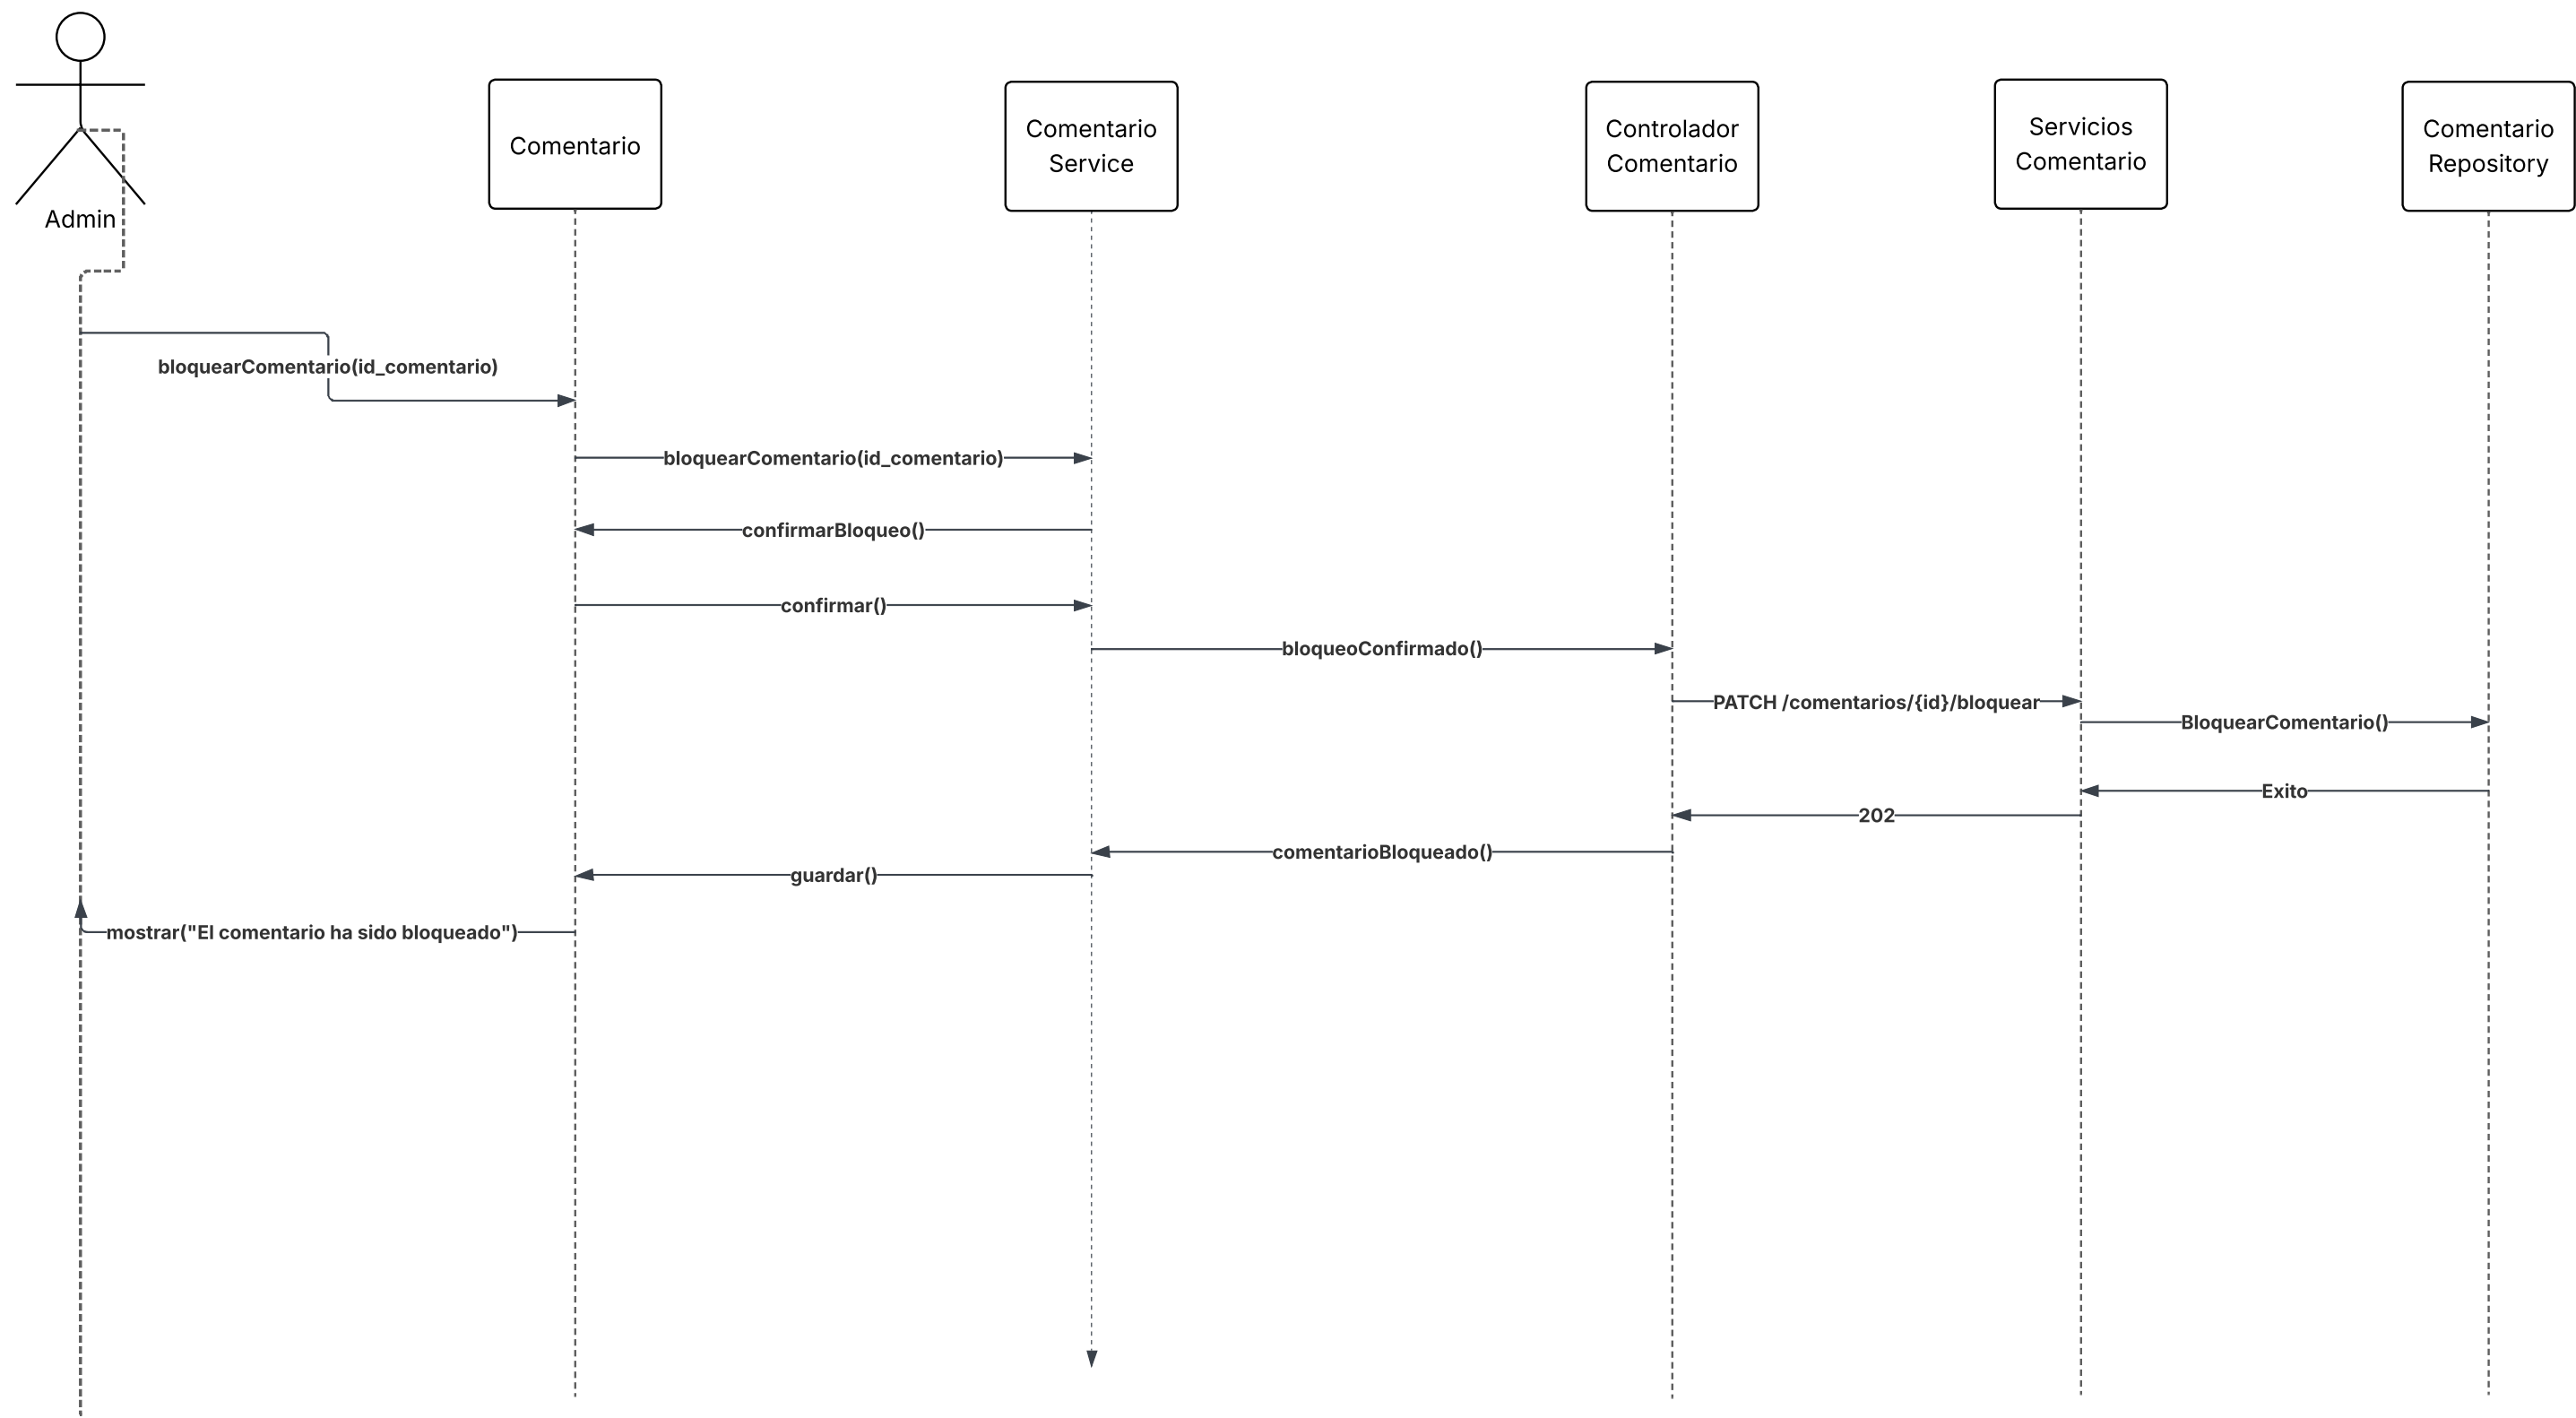 Admin
Comentario
Comentario
Service
Controlador
Comentario
Servicios
Comentario
Comentario
Repository
bloquearComentario(id_comentario)
bloquearComentario(id_comentario)
confirmarBloqueo()
confirmar()
bloqueoConfirmado()
PATCH /comentarios/{id}/bloquear
BloquearComentario()
Exito
202
comentarioBloqueado()
guardar()
mostrar("El comentario ha sido bloqueado")